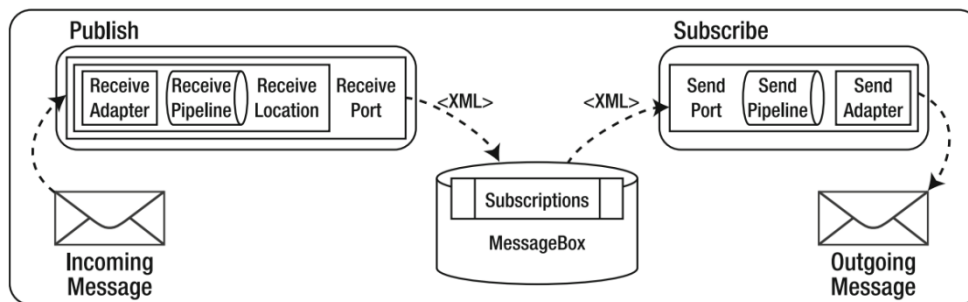 Publish
Receive
Adapter
Receive
Pipeline
Receive
Location
Receive
Port
<XML>
Subscriptions
MessageBox
<XML>
Subscribe
Send
Port
Send
Pipeline
Send
Adapter
Incoming
Message
Outgoing
Message